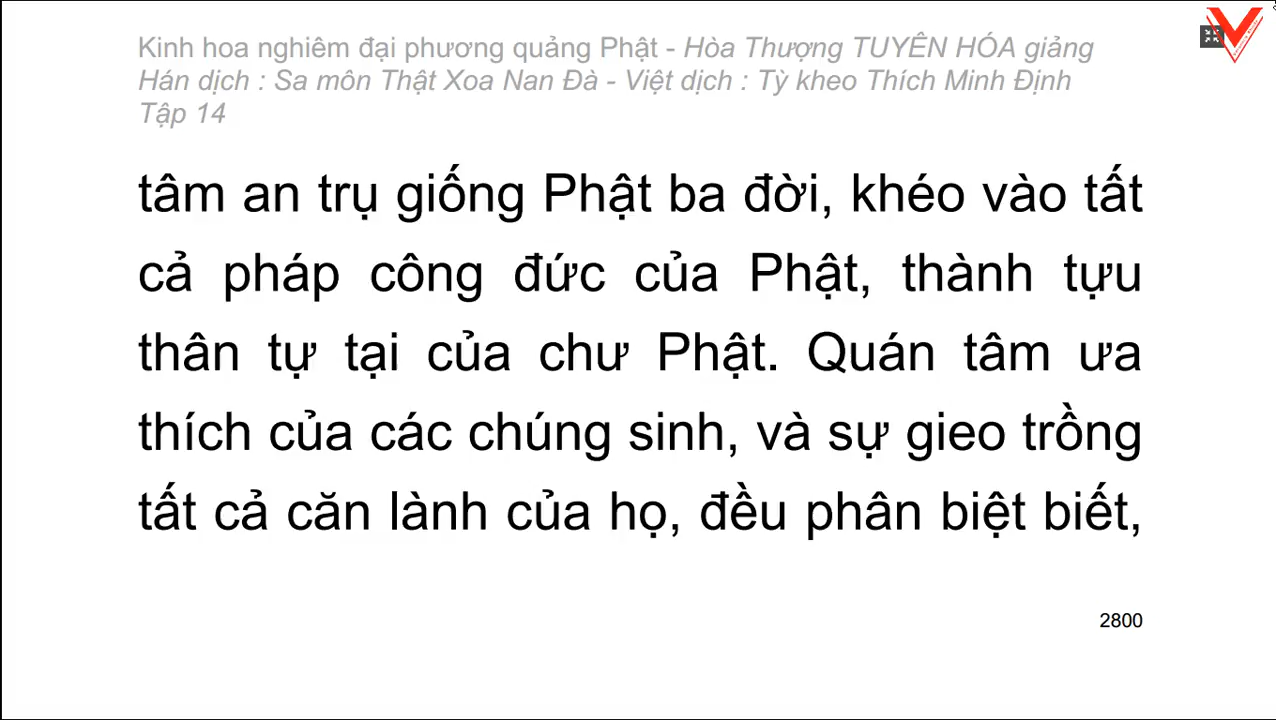 Kinh hoa nghiêm đại phương quảng Phật - Hòa Thượng TUYÊN HÓA giảng
Hán dịch : Sa môn Thật Xoa Nan Đà - Việt dịch : Tỳ kheo Thích Minh Định
Tập 14
tâm an trụ giống Phật ba đời, khéo vào tất
cả pháp công đức của Phật, thành tựu
thân tự tại của chư Phật. Quán tâm ưa
thích của các chúng sinh, và sự gieo trồng
tất cả căn lành của họ, đều phân biệt biết,
2800